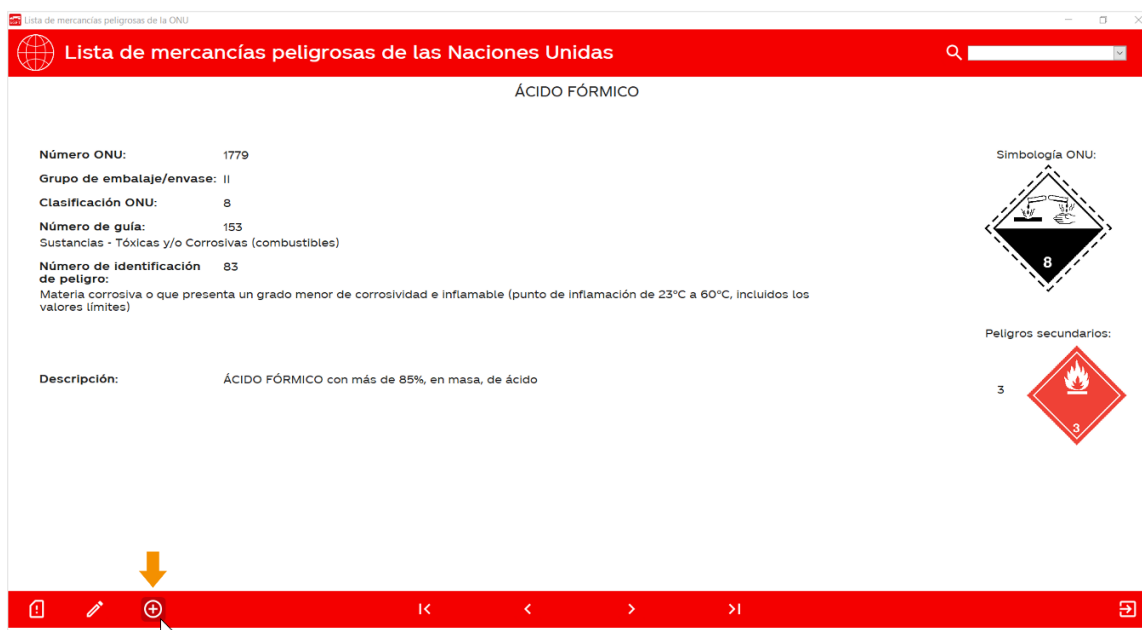 Lista de mercancías peligrosas de la ONU
Lista de mercancías peligrosas de las Naciones Unidas
ÁCIDO FÓRMICO
Número ONU: 1779
Grupo de embalaje/envase: II
Clasificación ONU: 8
Número de guía: 153
Sustancias - Tóxicas y/o Corrosivas (combustibles)
Número de identificación 83
de peligro:
Materia corrosiva o que presenta un grado menor de corrosividad e inflamable (punto de inflamación de 23°C a 60°C, incluidos los
valores límites)
Descripción: ÁCIDO FÓRMICO con más de 85%, en masa, de ácido
Simbología ONU:
8
Peligros secundarios:
3
3